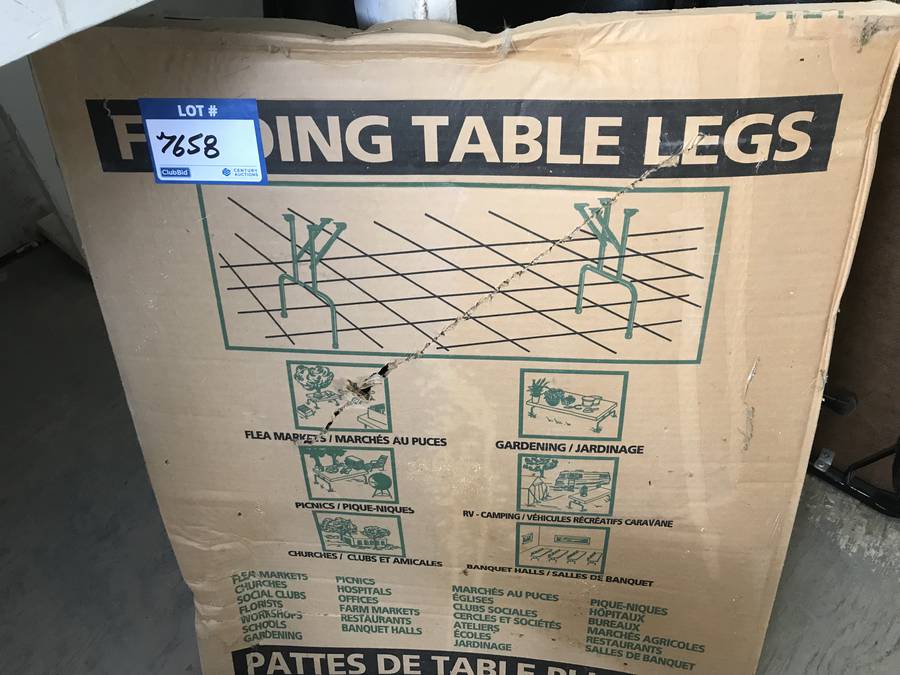 LOT #
7658
ClubBid CENTURY AUCTIONS
F DING TABLE LEGS
FLEA MARKETS / MARCHÉS AU PUCES
GARDENING / JARDINAGE
PICNICS / PIQUE-NIQUES
RV - CAMPING / VÉHICULES RÉCRÉATIFS CARAVANE
CHURCHES / CLUBS ET AMICALES
BANQUET HALLS / SALLES DE BANQUET
FLEA MARKETS
CHURCHES
SOCIAL CLUBS
FLORISTS
WORKSHOPS
SCHOOLS
GARDENING
PICNICS
HOSPITALS
OFFICES
FARM MARKETS
RESTAURANTS
BANQUET HALLS
MARCHÉS AU PUCES
ÉGLISES
CLUBS SOCIALES
CERCLES ET SOCIÉTÉS
ATELIERS
ÉCOLES
JARDINAGE
PIQUE-NIQUES
HÔPITAUX
BUREAUX
MARCHÉS AGRICOLES
RESTAURANTS
SALLES DE BANQUET
PATTES DE TABLE